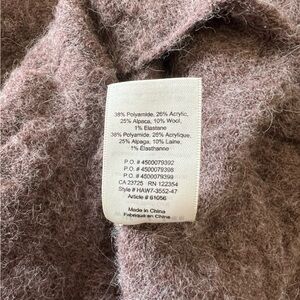 38% Polyamide, 26% Acrylic,
25% Alpaca, 10% Wool,
1% Elastane
38% Polyamide, 26% Acrylique,
25% Alpaga, 10% Laine,
1% Élasthanne
P.O. # 4500079392
P.O. # 4500079398
P.O. # 4500079399
CA 23725 RN 122354
Style # HAW7-3552-47
Article # 61056
Made in China
Fabriqué en Chine